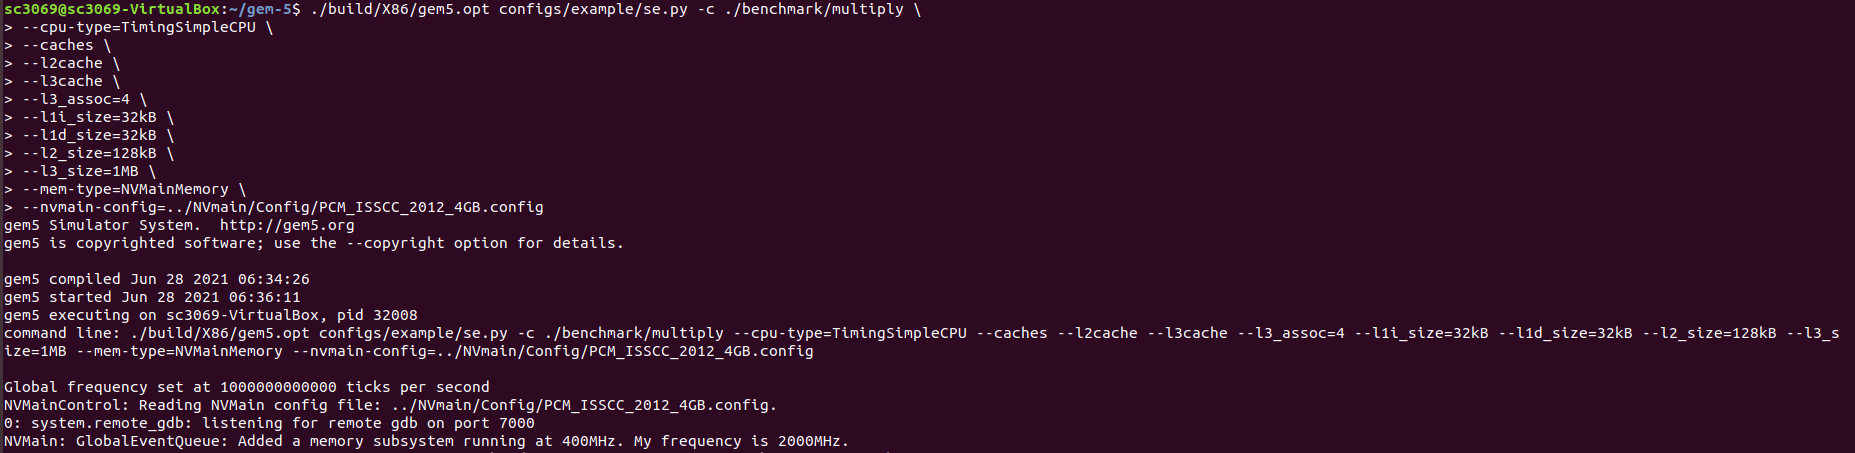 sc3069@sc3069-VirtualBox:~/gem-5$ ./build/X86/gem5.opt configs/example/se.py -c ./benchmark/multiply \
> --cpu-type=TimingSimpleCPU \
> --caches \
> --l2cache \
> --l3cache \
> --l3_assoc=4 \
> --l1i_size=32kB \
> --l1d_size=32kB \
> --l2_size=128kB \
> --l3_size=1MB \
> --mem-type=NVMainMemory \
> --nvmain-config=../NVmain/Config/PCM_ISSCC_2012_4GB.config
gem5 Simulator System.  http://gem5.org
gem5 is copyrighted software; use the --copyright option for details.

gem5 compiled Jun 28 2021 06:34:26
gem5 started Jun 28 2021 06:36:11
gem5 executing on sc3069-VirtualBox, pid 32008
command line: ./build/X86/gem5.opt configs/example/se.py -c ./benchmark/multiply --cpu-type=TimingSimpleCPU --caches --l2cache --l3cache --l3_assoc=4 --l1i_size=32kB --l1d_size=32kB --l2_size=128kB --l3_s
ize=1MB --mem-type=NVMainMemory --nvmain-config=../NVmain/Config/PCM_ISSCC_2012_4GB.config

Global frequency set at 1000000000000 ticks per second
NVMainControl: Reading NVMain config file: ../NVmain/Config/PCM_ISSCC_2012_4GB.config.
0: system.remote_gdb: listening for remote gdb on port 7000
NVMain: GlobalEventQueue: Added a memory subsystem running at 400MHz. My frequency is 2000MHz.